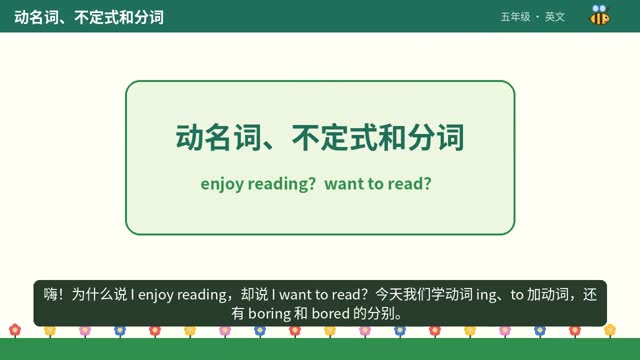 动名词、不定式和分词
五年级 · 英文
动名词、不定式和分词
enjoy reading? want to read?
嗨！为什么说 I enjoy reading，却说 I want to read？今天我们学动词 ing、to 加动词，还
有 boring 和 bored 的分别。